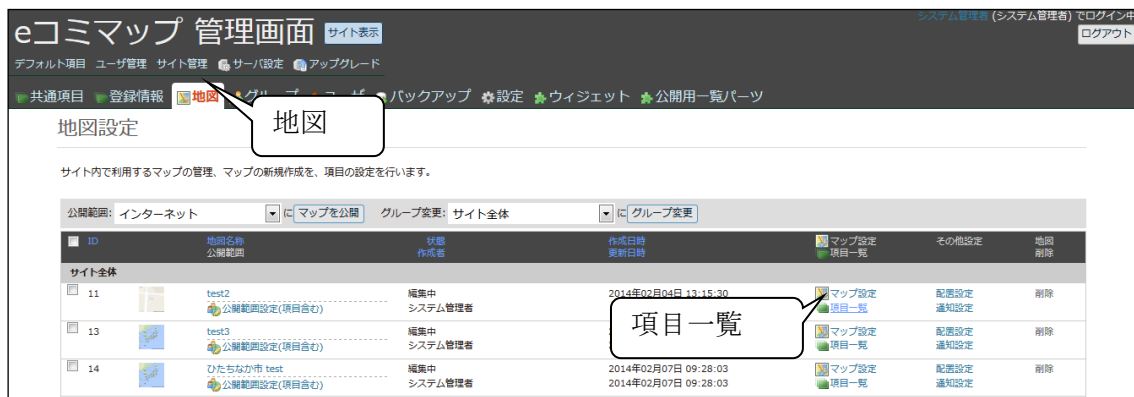 システム管理者 (システム管理者) でログイン中
eコミマップ 管理画面 サイト表示
ログアウト
デフォルト項目 ユーザ管理 サイト管理 サーバ設定 アップグレード
共通項目 登録情報 地図 バックアップ 設定 ウィジェット 公開用一覧パーツ
地図
地図設定
サイト内で利用するマップの管理、マップの新規作成を、項目の設定を行います。
公開範囲: インターネット に マップを公開 グループ変更: サイト全体 に グループ変更
ID 地図名称 状態 作成日時 マップ設定 その他設定 地図
公開範囲 作成者 更新日時 項目一覧 削除
サイト全体
11 test2 編集中 2014年02月04日 13:15:30 マップ設定 配置設定 削除
公開範囲設定(項目含む) システム管理者 項目一覧 通知設定
項目一覧
13 test3 編集中 マップ設定 配置設定 削除
公開範囲設定(項目含む) システム管理者 項目一覧 通知設定
14 ひたちなか市 test 編集中 2014年02月07日 09:28:03 マップ設定 配置設定 削除
公開範囲設定(項目含む) システム管理者 2014年02月07日 09:28:03 項目一覧 通知設定